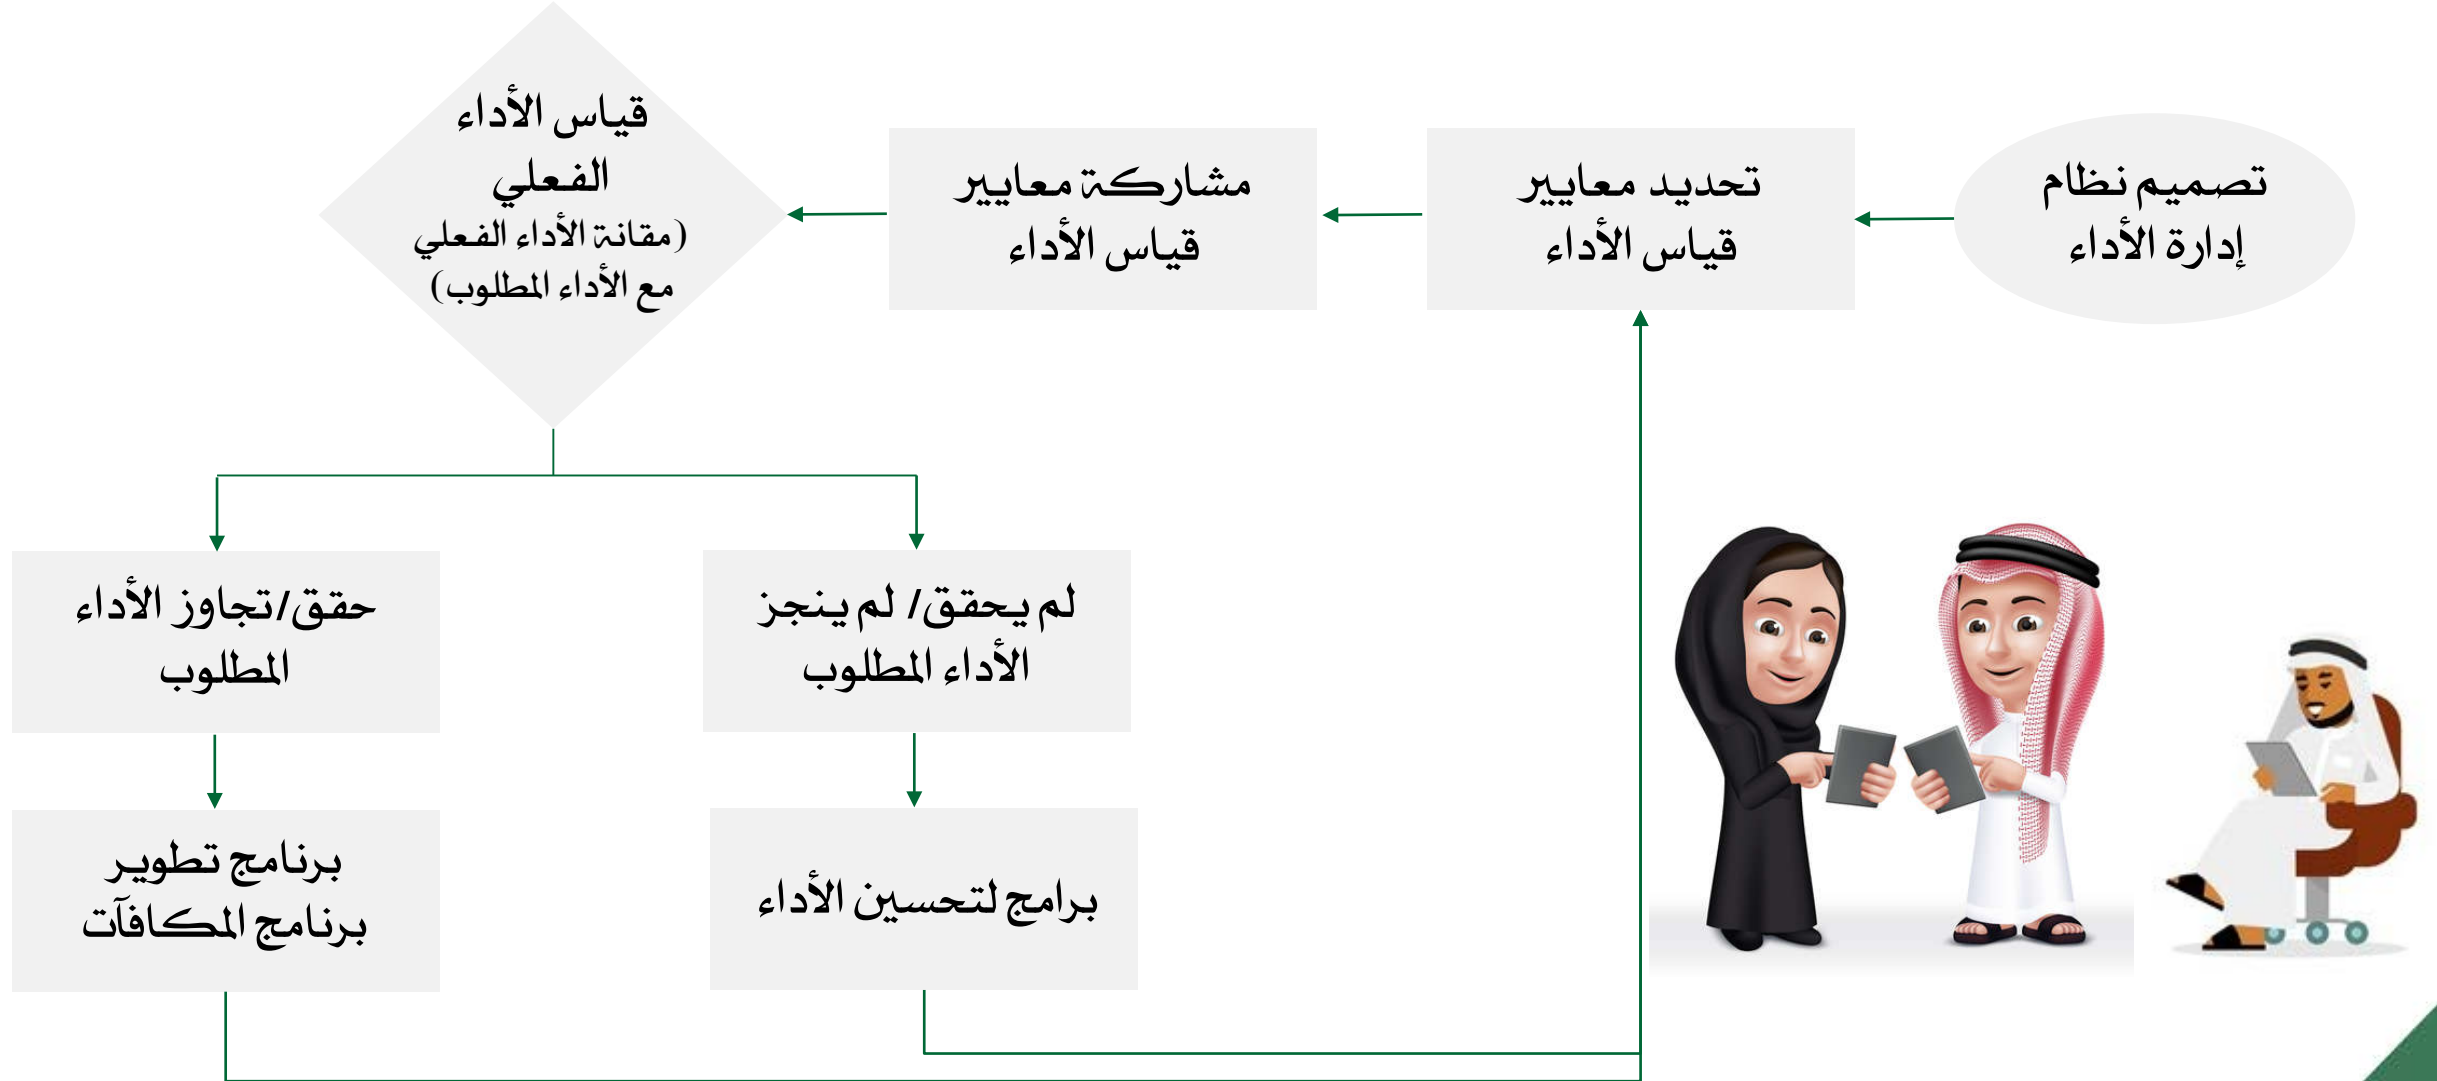 تصميم نظام
إدارة الأداء
تحديد معايير
قياس الأداء
مشاركة معايير
قياس الأداء
قياس الأداء
الفعلي
(مقانة الأداء الفعلي
مع الأداء المطلوب)
لم يحقق/ لم ينجز
الأداء المطلوب
حقق/تجاوز الأداء
المطلوب
برامج لتحسين الأداء
برنامج تطوير
برنامج المكافآت